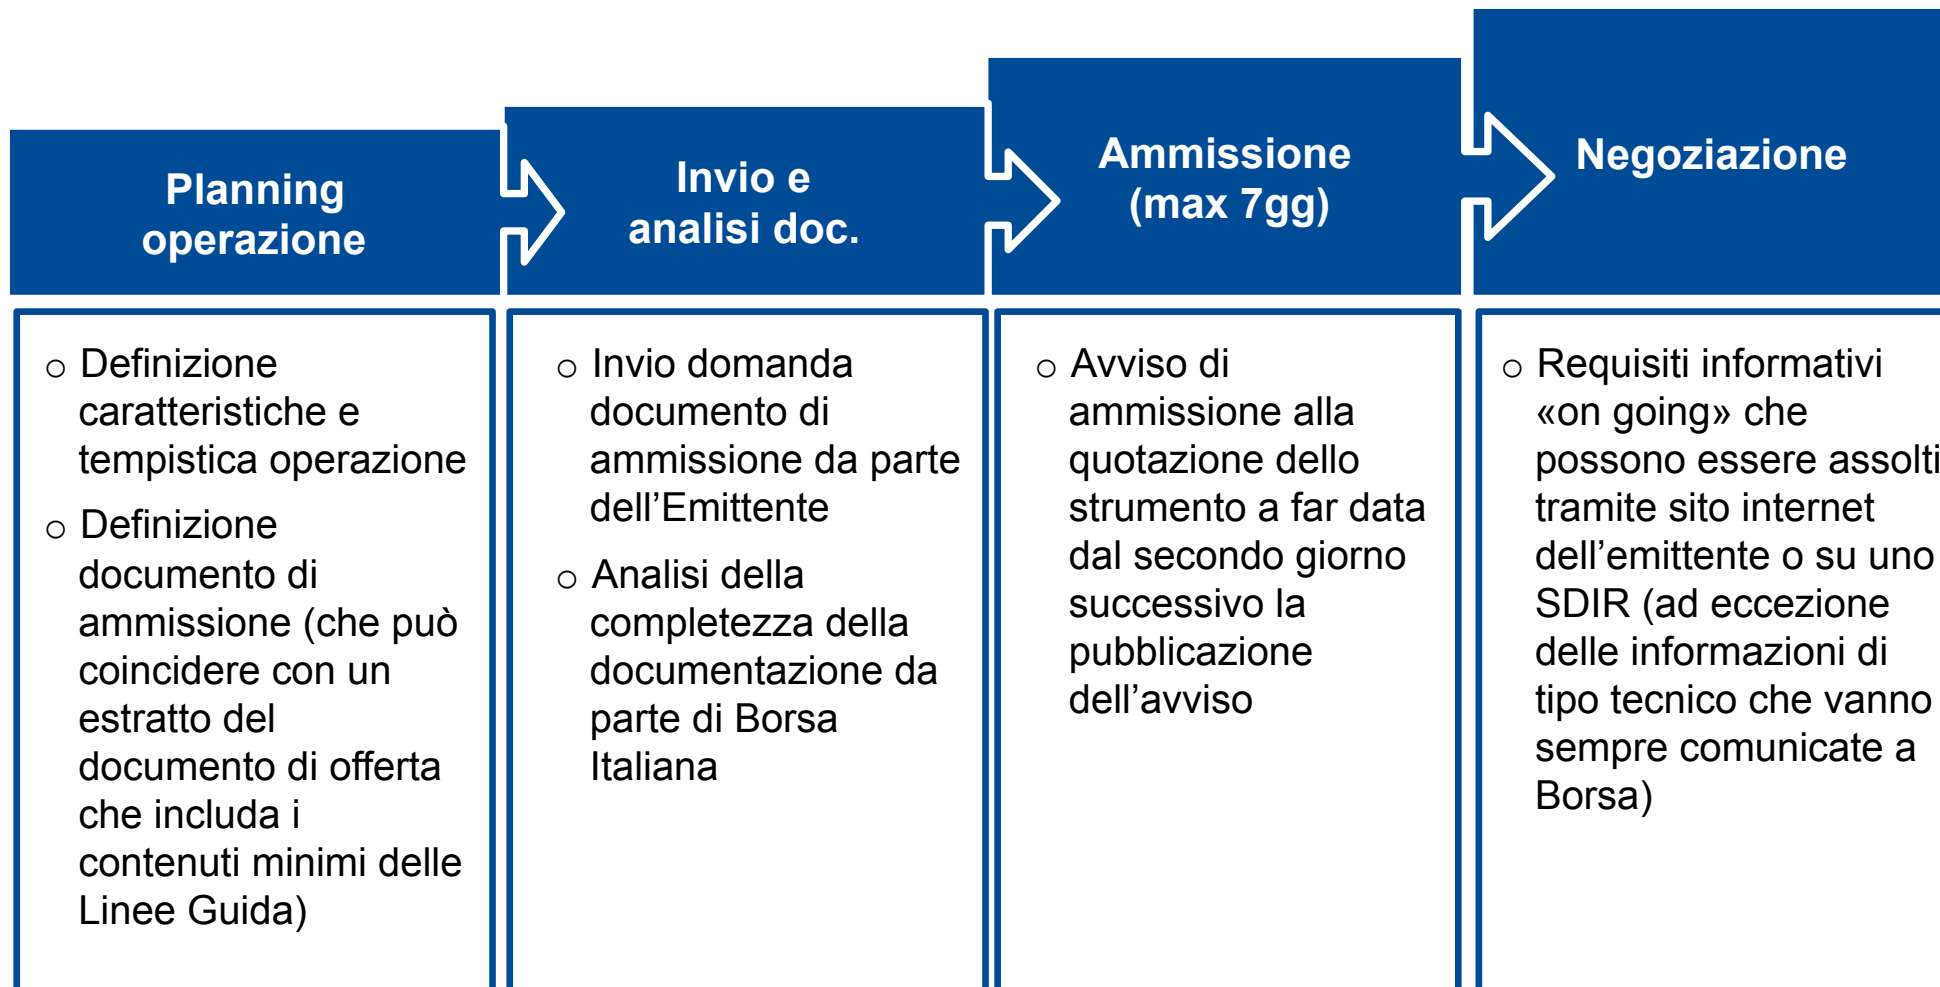 Planning
operazione
Invio e
analisi doc.
Ammissione
(max 7gg)
Negoziazione
o Definizione
caratteristiche e
tempistica operazione
o Definizione
documento di
ammissione (che può
coincidere con un
estratto del
documento di offerta
che includa i
contenuti minimi delle
Linee Guida)
o Invio domanda
documento di
ammissione da parte
dell’Emittente
o Analisi della
completezza della
documentazione da
parte di Borsa
Italiana
o Avviso di
ammissione alla
quotazione dello
strumento a far data
dal secondo giorno
successivo la
pubblicazione
dell’avviso
o Requisiti informativi
«on going» che
possono essere assolti
tramite sito internet
dell’emittente o su uno
SDIR (ad eccezione
delle informazioni di
tipo tecnico che vanno
sempre comunicate a
Borsa)